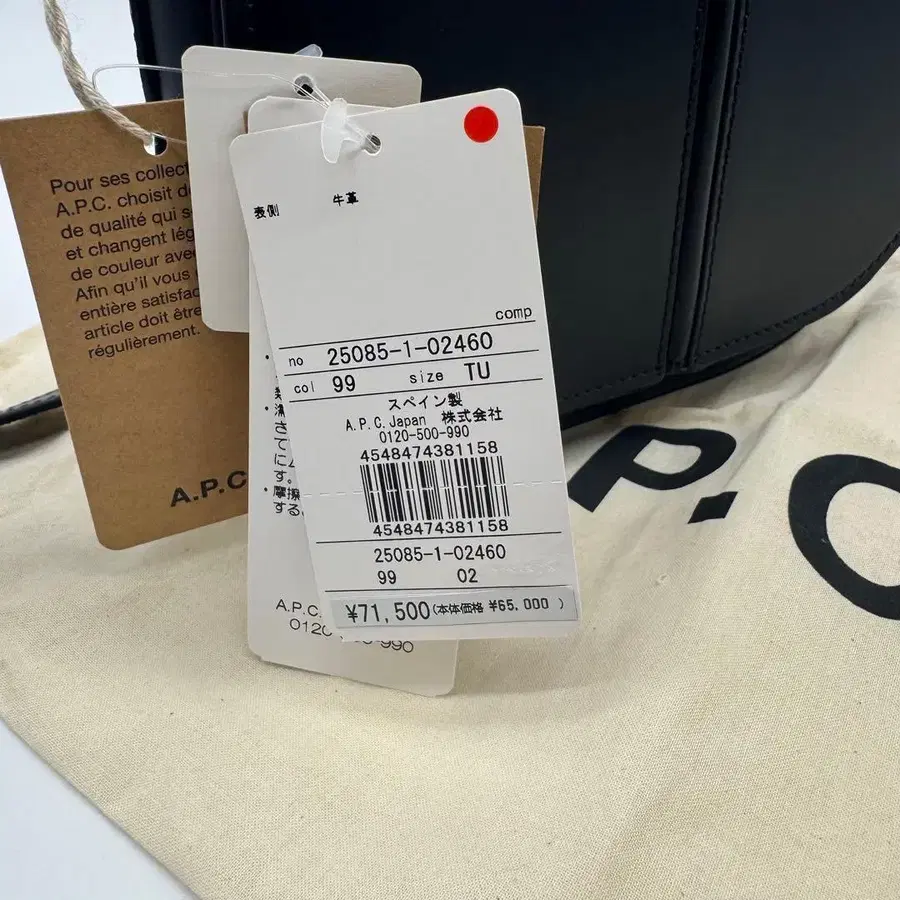 Pour ses collect
A.P.C. choisit d
de qualité qui s
et changent lég
de couleur ave
Afin qu'il vous
entière satisfac
article doit être
régulièrement.
A.P.C
表側 牛革
comp
no 25085-1-02460
col 99 size TU
スペイン製
A.P.C.Japan 株式会社
0120-500-990
4548474381158
4548474381158
25085-1-02460
99 02
¥71,500(本体価格 ¥65,000 )
A.P.C.
P.C